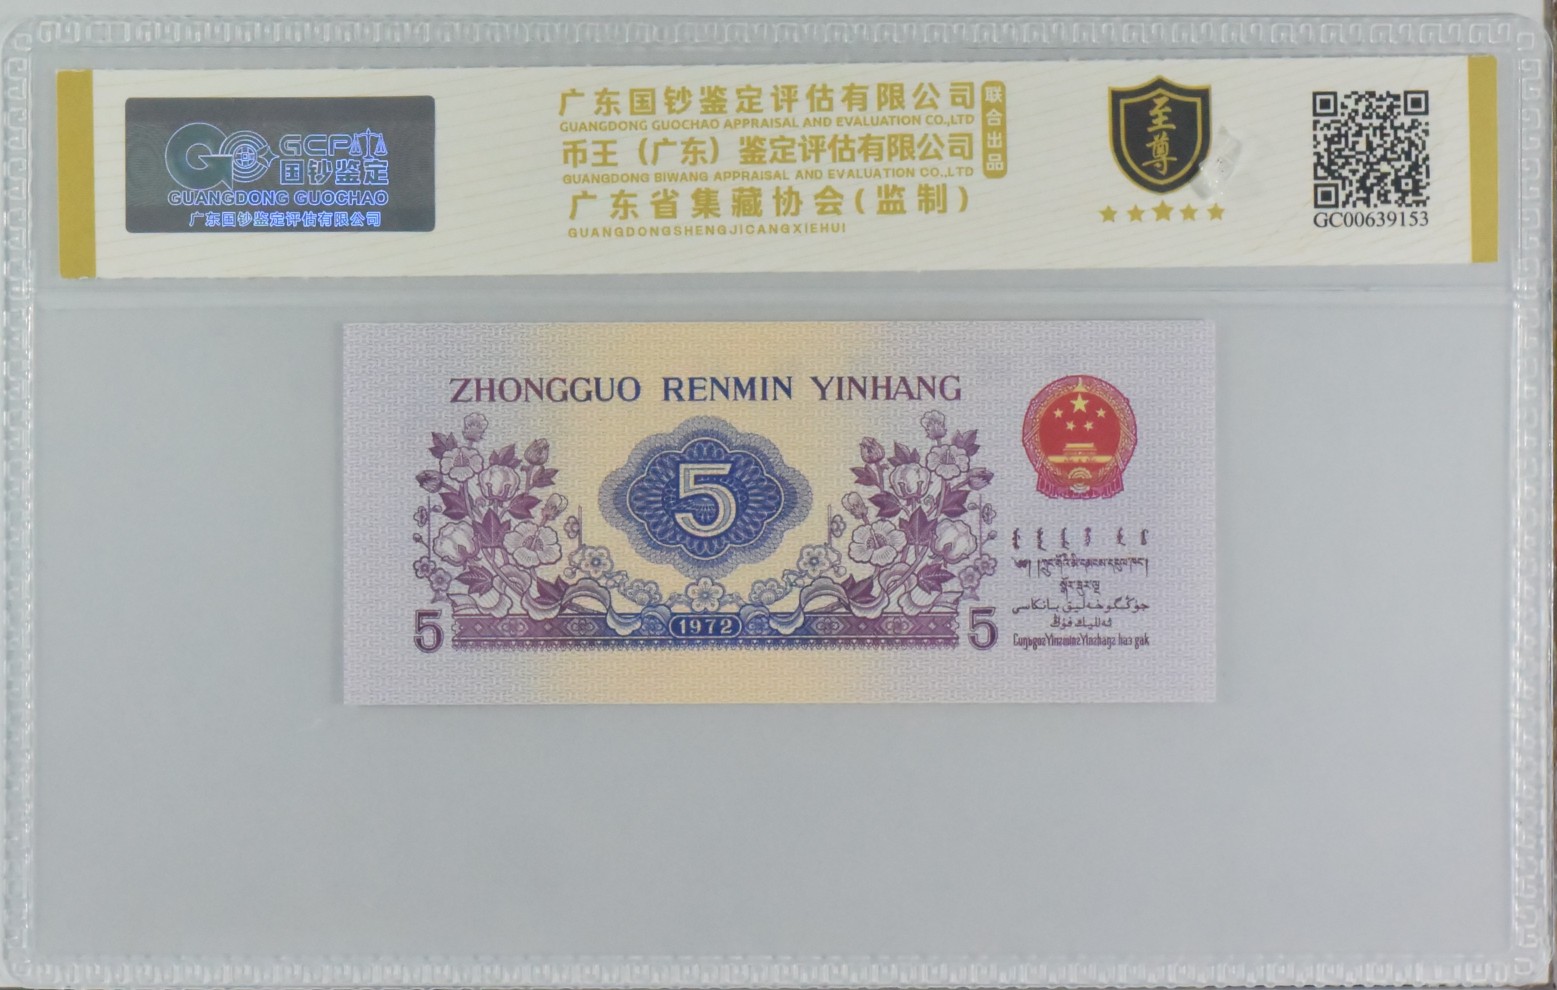 GCP
国钞鉴定
GUANGDONG GUOCHAO
广东国钞鉴定评估有限公司
广东国钞鉴定评估有限公司
GUANGDONG GUOCHAO APPRAISAL AND EVALUATION CO.,LTD
币王（广东）鉴定评估有限公司
GUANGDONG BIWANG APPRAISAL AND EVALUATION CO.,LTD
联合出品
广东省集藏协会(监制)
GUANGDONGSHENGJICANGXIEHUI
至尊
GC00639153
ZHONGGUO RENMIN YINHANG
5
5
1972
5